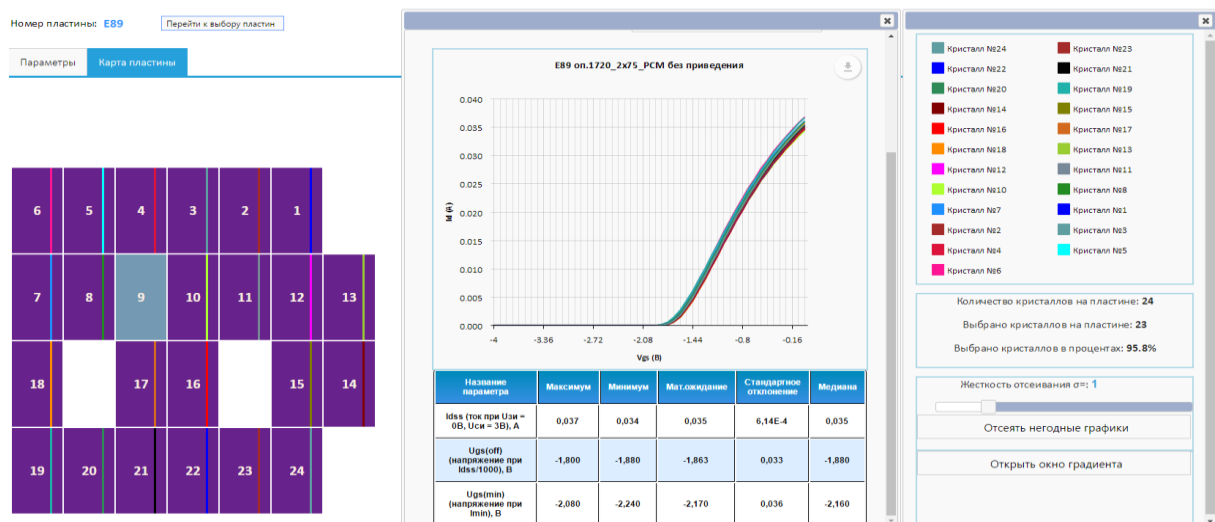 Номер пластины: E89
Перейти к выбору пластин
Параметры
Карта пластины
6 5 4 3 2 1
7 8 9 10 11 12 13
18 17 16 15 14
19 20 21 22 23 24
E89 оп.1720_2x75_PCM без приведения
0.040
0.035
0.030
0.025
0.020
0.015
0.010
0.005
0.000
Id (A)
-4 -3.36 -2.72 -2.08 -1.44 -0.8 -0.16
Vgs (B)
Название параметра
Максимум
Минимум
Мат.ожидание
Стандартное отклонение
Медиана
Idss (ток при Uзи =
0В, Uси = 3В), А
0,037 0,034 0,035 6,14E-4 0,035
Ugs(off)
(напряжение при
Idss/1000), В
-1,800 -1,880 -1,863 0,033 -1,880
Ugs(min)
(напряжение при
Imin), В
-2,080 -2,240 -2,170 0,036 -2,160
Кристалл №24 Кристалл №23
Кристалл №22 Кристалл №21
Кристалл №20 Кристалл №19
Кристалл №14 Кристалл №15
Кристалл №16 Кристалл №17
Кристалл №18 Кристалл №13
Кристалл №12 Кристалл №11
Кристалл №10 Кристалл №8
Кристалл №7 Кристалл №1
Кристалл №2 Кристалл №3
Кристалл №4 Кристалл №5
Кристалл №6
Количество кристаллов на пластине: 24
Выбрано кристаллов на пластине: 23
Выбрано кристаллов в процентах: 95.8%
Жесткость отсеивания σ=: 1
Отсеять негодные графики
Открыть окно градиента